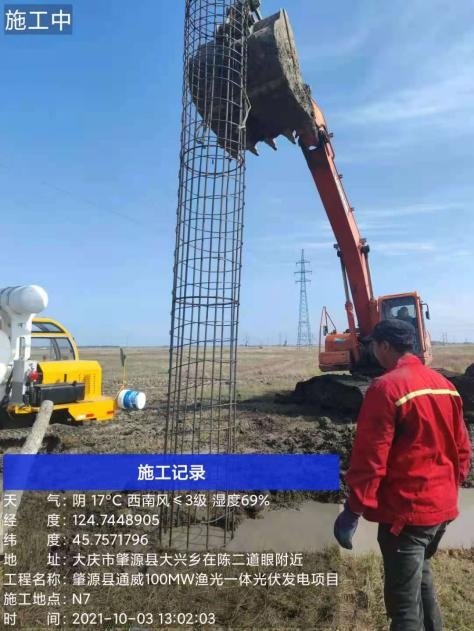 施工中
施工记录
天 气：阴 17°C 西南风≤3级 湿度69%
经 度：124.7448905
纬 度：45.7571796
地 址：大庆市肇源县大兴乡在陈二道眼附近
工程名称：肇源县通威100MW渔光一体光伏发电项目
施工地点：N7
时 间：2021-10-03 13:02:03